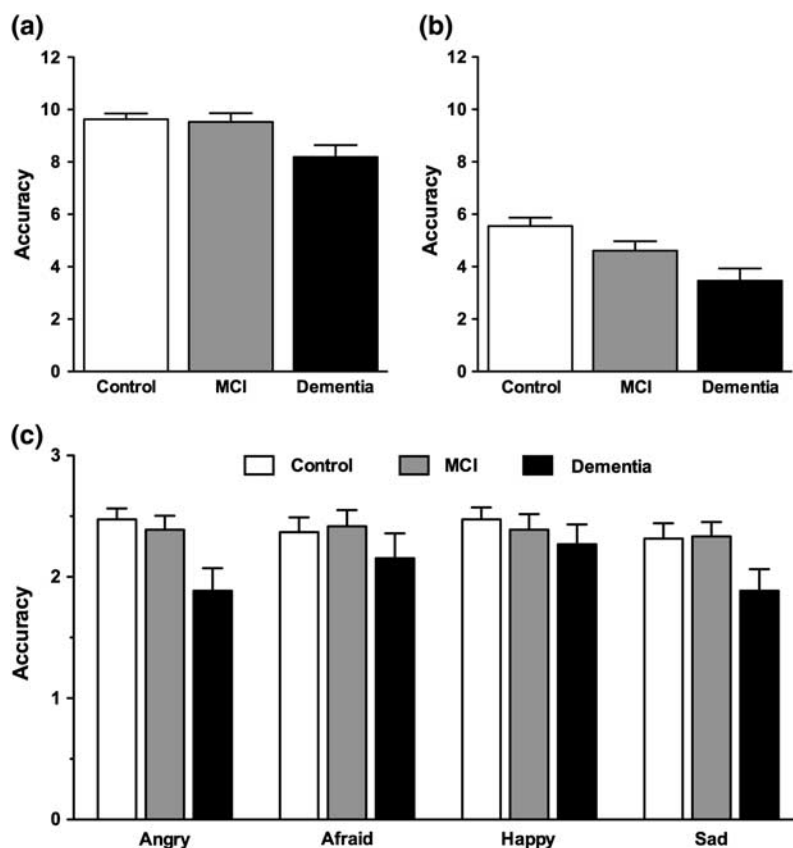 (a)
12
10
8
6
4
2
0
Accuracy
Control MCI Dementia
(b)
12
10
8
6
4
2
0
Accuracy
Control MCI Dementia
(c)
Control MCI Dementia
3
2
1
0
Accuracy
Angry Afraid Happy Sad